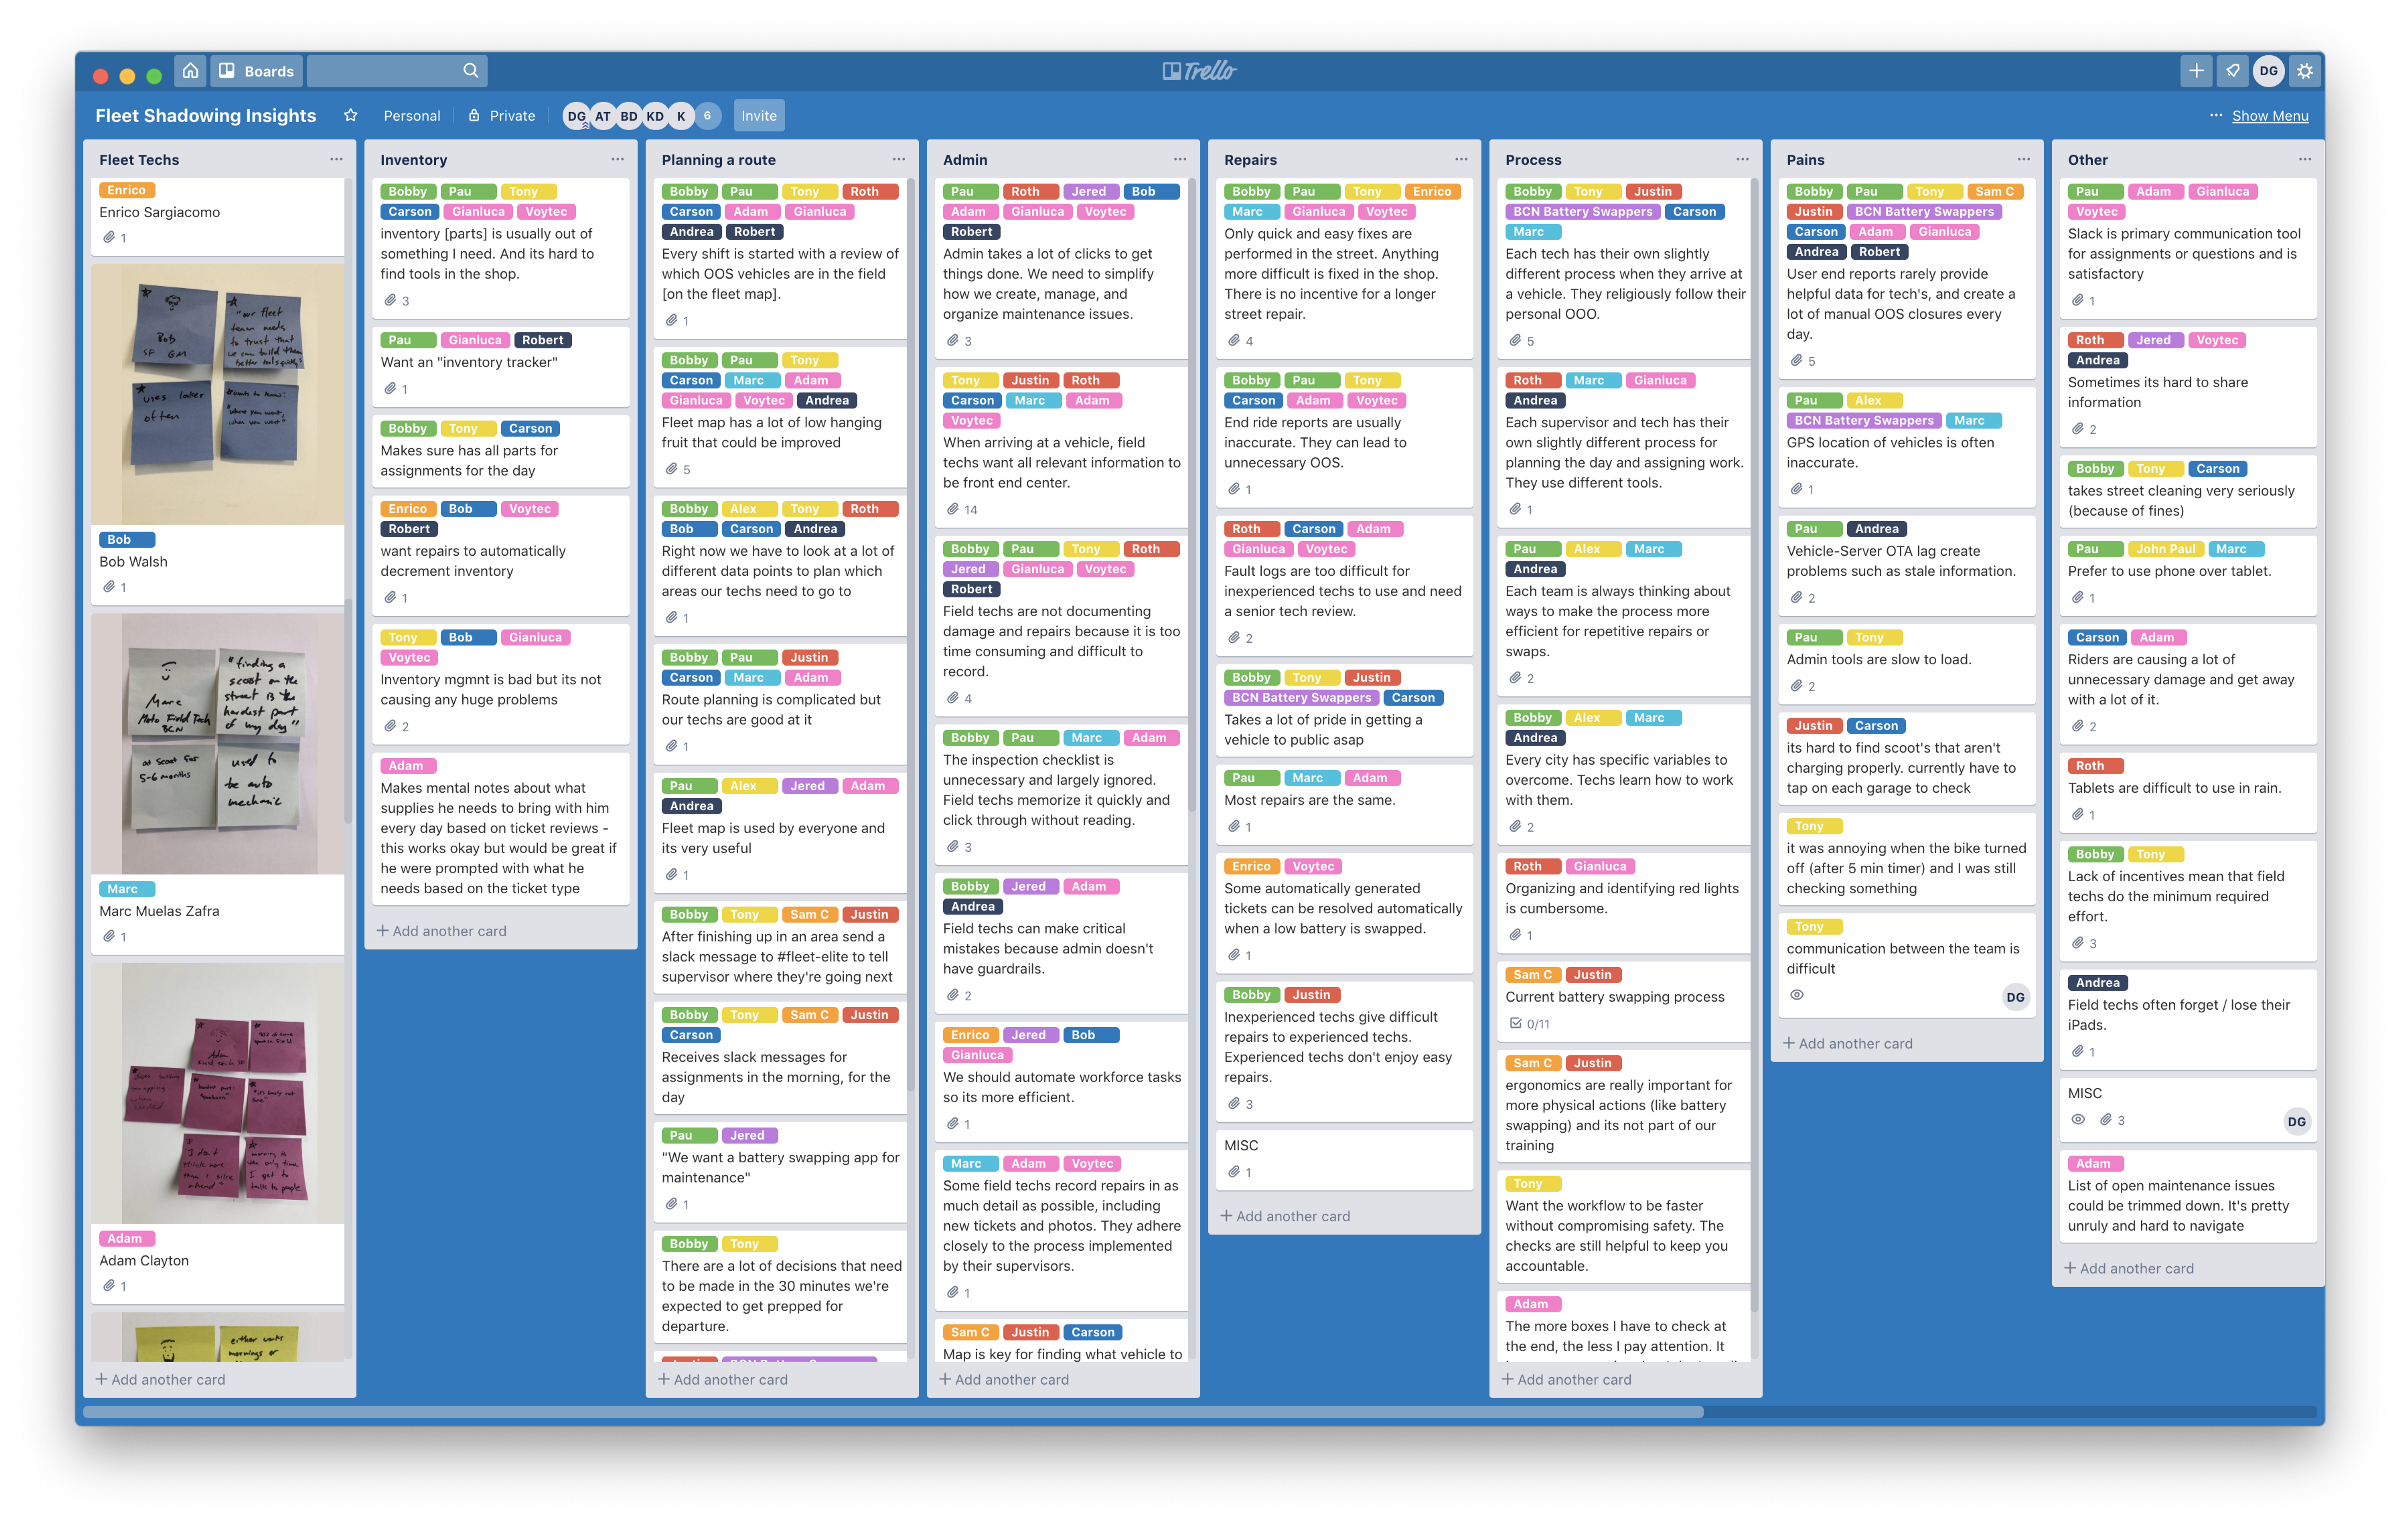 Boards
Trello
DG
Fleet Shadowing Insights
Personal
Private
DG AT BD KD K 6
Invite
... Show Menu
Fleet Techs
Enrico
Enrico Sargiacomo
1
Bob
SF GM
"our fleet
team needs
to trust that
we can build them
better tools quickly"
uses
often
Bob
Bob Walsh
1
Marc
Moto Field Tech
BCN
"finding a
scoot on the
street is the
hardest part
of my day"
at scoot for
5-6 months
used to
be auto
mechanic
Marc
Marc Muelas Zafra
1
Adam
Adam
Adam Clayton
1
either works
mornings or
+ Add another card
Inventory
Bobby Pau Tony
Carson Gianluca Voytec
inventory [parts] is usually out of
something I need. And its hard to
find tools in the shop.
3
Pau Gianluca Robert
Want an "inventory tracker"
1
Bobby Tony Carson
Makes sure has all parts for
assignments for the day
Enrico Bob Voytec
Robert
want repairs to automatically
decrement inventory
1
Tony Bob Gianluca
Voytec
Inventory mgmnt is bad but its not
causing any huge problems
2
Adam
Makes mental notes about what
supplies he needs to bring with him
every day based on ticket reviews -
this works okay but would be great if
he were prompted with what he
needs based on the ticket type
+ Add another card
Planning a route
Bobby Pau Tony Roth
Carson Adam Gianluca
Andrea Robert
Every shift is started with a review of
which OOS vehicles are in the field
[on the fleet map].
1
Bobby Pau Tony
Carson Marc Adam
Gianluca Voytec Andrea
Fleet map has a lot of low hanging
fruit that could be improved
5
Bobby Alex Tony Roth
Bob Carson Andrea
Right now we have to look at a lot of
different data points to plan which
areas our techs need to go to
1
Bobby Pau Justin
Carson Marc Adam
Route planning is complicated but
our techs are good at it
1
Pau Alex Jered Adam
Andrea
Fleet map is used by everyone and
its very useful
1
Bobby Tony Sam C Justin
After finishing up in an area send a
slack message to #fleet-elite to tell
supervisor where they're going next
Bobby Tony Sam C Justin
Carson
Receives slack messages for
assignments in the morning, for the
day
Pau Jered
"We want a battery swapping app for
maintenance"
1
Bobby Tony
There are a lot of decisions that need
to be made in the 30 minutes we're
expected to get prepped for
departure.
+ Add another card
Admin
Pau Roth Jered Bob
Adam Gianluca Voytec
Robert
Admin takes a lot of clicks to get
things done. We need to simplify
how we create, manage, and
organize maintenance issues.
3
Tony Justin Roth
Carson Marc Adam
Voytec
When arriving at a vehicle, field
techs want all relevant information to
be front end center.
14
Bobby Pau Tony Roth
Jered Gianluca Voytec
Robert
Field techs are not documenting
damage and repairs because it is too
time consuming and difficult to
record.
4
Bobby Pau Marc Adam
The inspection checklist is
unnecessary and largely ignored.
Field techs memorize it quickly and
click through without reading.
3
Bobby Jered Adam
Andrea
Field techs can make critical
mistakes because admin doesn't
have guardrails.
2
Enrico Jered Bob
Gianluca
We should automate workforce tasks
so its more efficient.
1
Marc Adam Voytec
Some field techs record repairs in as
much detail as possible, including
new tickets and photos. They adhere
closely to the process implemented
by their supervisors.
1
Sam C Justin Carson
Map is key for finding what vehicle to
+ Add another card
Repairs
Bobby Pau Tony Enrico
Marc Gianluca Voytec
Only quick and easy fixes are
performed in the street. Anything
more difficult is fixed in the shop.
There is no incentive for a longer
street repair.
4
Bobby Pau Tony
Carson Adam Voytec
End ride reports are usually
inaccurate. They can lead to
unnecessary OOS.
1
Roth Carson Adam
Gianluca Voytec
Fault logs are too difficult for
inexperienced techs to use and need
a senior tech review.
2
Bobby Tony Justin
BCN Battery Swappers Carson
Takes a lot of pride in getting a
vehicle to public asap
Pau Marc Adam
Most repairs are the same.
1
Enrico Voytec
Some automatically generated
tickets can be resolved automatically
when a low battery is swapped.
1
Bobby Justin
Inexperienced techs give difficult
repairs to experienced techs.
Experienced techs don't enjoy easy
repairs.
3
MISC
1
+ Add another card
Process
Bobby Tony Justin
BCN Battery Swappers Carson
Marc
Each tech has their own slightly
different process when they arrive at
a vehicle. They religiously follow their
personal OOO.
5
Roth Marc Gianluca
Andrea
Each supervisor and tech has their
own slightly different process for
planning the day and assigning work.
They use different tools.
1
Pau Alex Marc
Andrea
Each team is always thinking about
ways to make the process more
efficient for repetitive repairs or
swaps.
2
Bobby Alex Marc
Andrea
Every city has specific variables to
overcome. Techs learn how to work
with them.
2
Roth Gianluca
Organizing and identifying red lights
is cumbersome.
1
Sam C Justin
Current battery swapping process
0/11
Sam C Justin
ergonomics are really important for
more physical actions (like battery
swapping) and its not part of our
training
Tony
Want the workflow to be faster
without compromising safety. The
checks are still helpful to keep you
accountable.
Adam
The more boxes I have to check at
the end, the less I pay attention. It
+ Add another card
Pains
Bobby Pau Tony Sam C
Justin BCN Battery Swappers
Carson Adam Gianluca
Andrea Robert
User end reports rarely provide
helpful data for tech's, and create a
lot of manual OOS closures every
day.
5
Pau Alex
BCN Battery Swappers Marc
GPS location of vehicles is often
inaccurate.
1
Pau Andrea
Vehicle-Server OTA lag create
problems such as stale information.
2
Pau Tony
Admin tools are slow to load.
2
Justin Carson
its hard to find scoot's that aren't
charging properly. currently have to
tap on each garage to check
Tony
it was annoying when the bike turned
off (after 5 min timer) and I was still
checking something
Tony
communication between the team is
difficult
DG
+ Add another card
Other
Pau Adam Gianluca
Voytec
Slack is primary communication tool
for assignments or questions and is
satisfactory
1
Roth Jered Voytec
Andrea
Sometimes its hard to share
information
2
Bobby Tony Carson
takes street cleaning very seriously
(because of fines)
Pau John Paul Marc
Prefer to use phone over tablet.
1
Carson Adam
Riders are causing a lot of
unnecessary damage and get away
with a lot of it.
2
Roth
Tablets are difficult to use in rain.
1
Bobby Tony
Lack of incentives mean that field
techs do the minimum required
effort.
3
Andrea
Field techs often forget / lose their
iPads.
1
MISC
3
DG
Adam
List of open maintenance issues
could be trimmed down. It's pretty
unruly and hard to navigate
+ Add another card